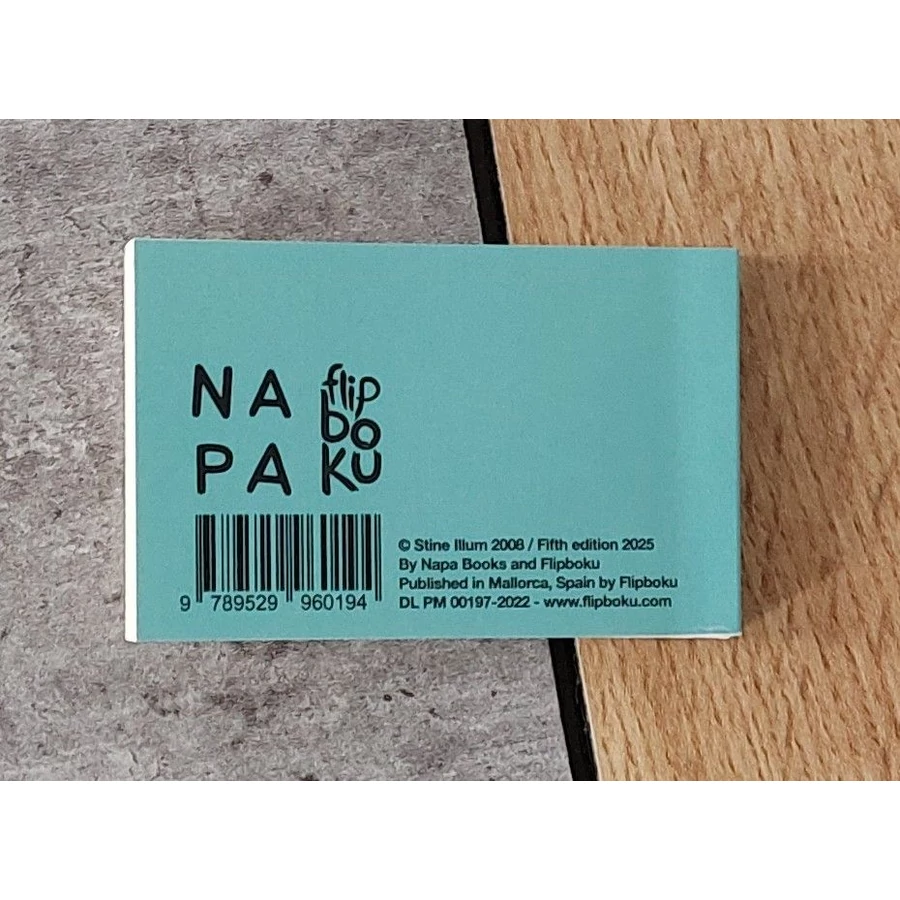 NA
PA
flip
bo
ku
9 789529 960194
© Stine Illum 2008 / Fifth edition 2025
By Napa Books and Flipboku
Published in Mallorca, Spain by Flipboku
DL PM 00197-2022 - www.flipboku.com